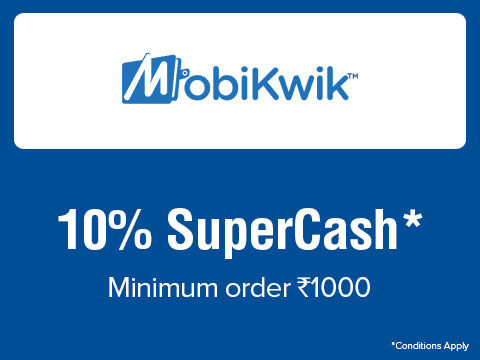 MobiKwik™
10% SuperCash*
Minimum order ₹1000
*Conditions Apply